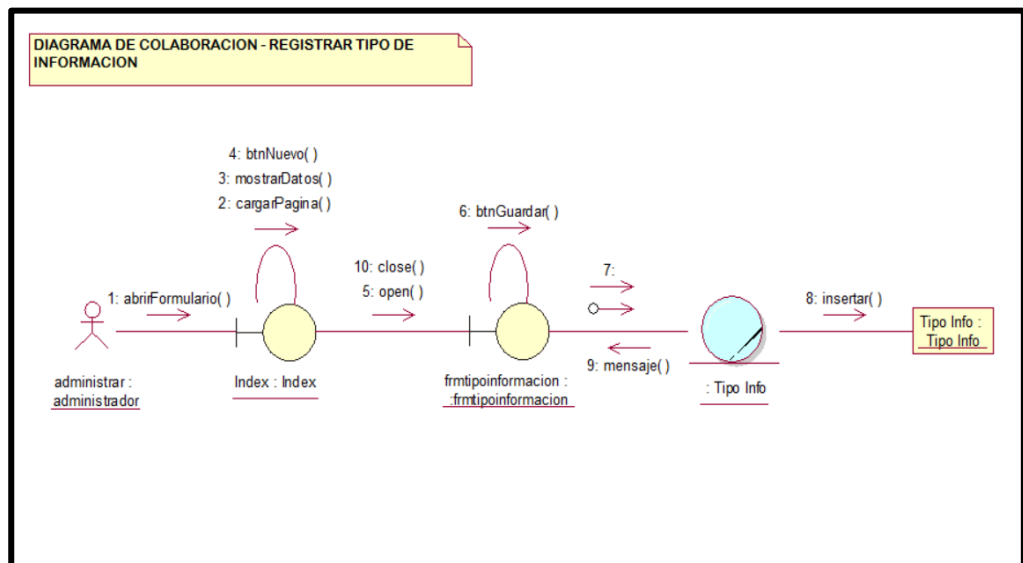 DIAGRAMA DE COLABORACION - REGISTRAR TIPO DE
INFORMACION
4: btnNuevo( )
3: mostrarDatos( )
2: cargarPagina( )
6: btnGuardar( )
10: close( )
5: open( )
7:
1: abrirFormulario( )
8: insertar( )
Tipo Info :
Tipo Info
9: mensaje( )
administrar :
administrador
Index : Index
frmtipoinformacion :
:frmtipoinformacion
: Tipo Info